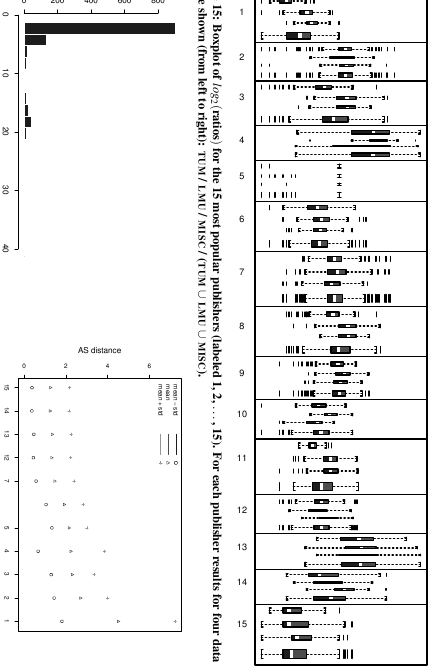 1
2
3
4
5
6
7
8
9
10
11
12
13
14
15
15: Boxplot of log2(ratios) for the 15 most popular publishers (labeled 1, 2, . . . , 15). For each publisher results for four data
e shown (from left to right): TUM / LMU / MISC / (TUM ∪ LMU ∪ MISC).
0 200 400 600 800
0 10 20 30 40
AS distance
0 2 4 6
mean−std
mean
mean+std
15 14 13 12 7 6 5 4 3 2 1